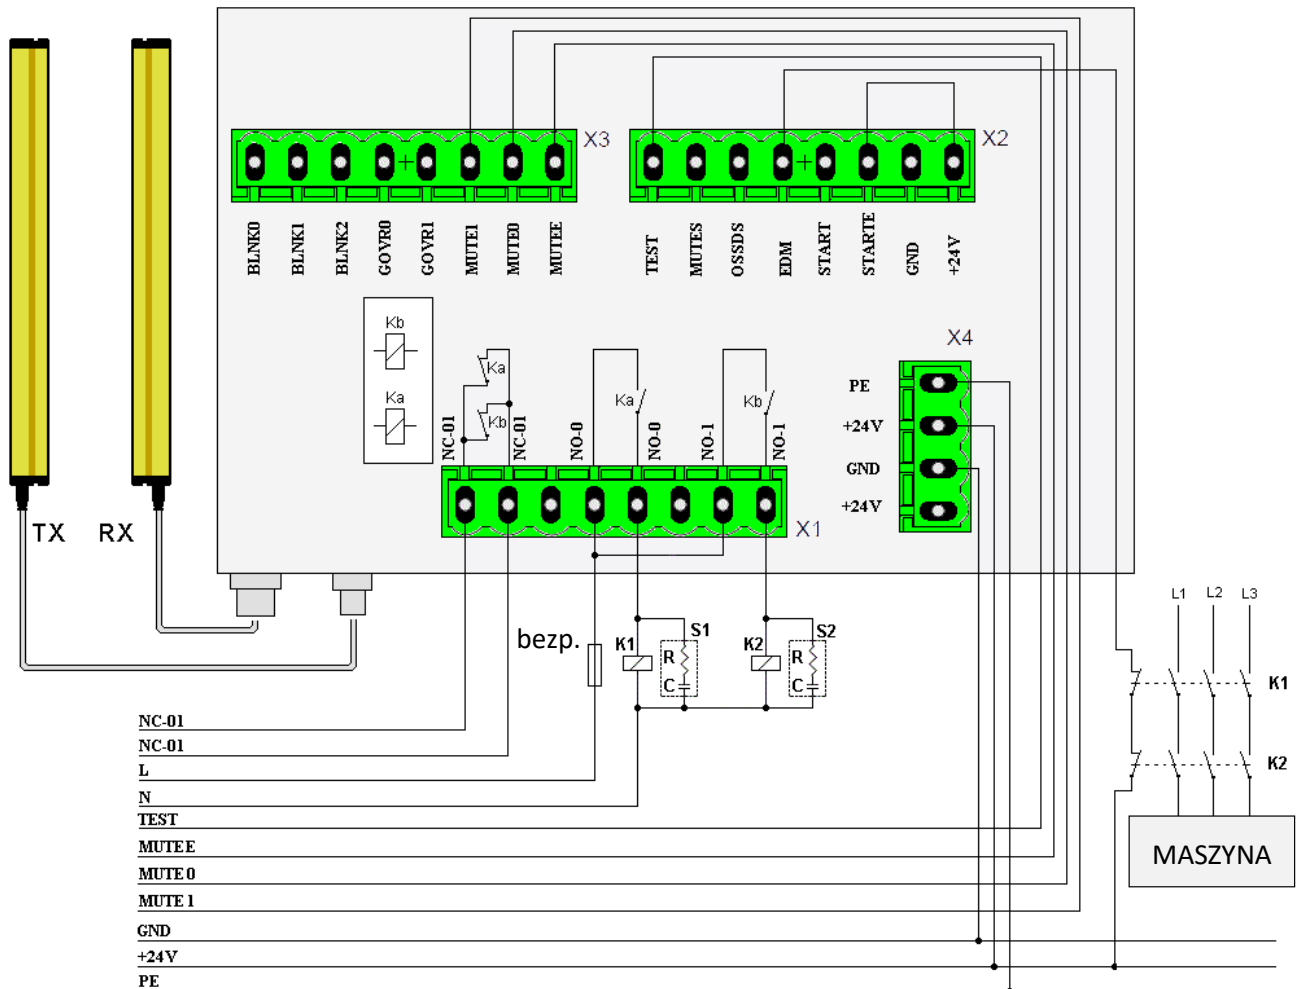 X3
X2
BLNK0
BLNK1
BLNK2
GOVR0
GOVR1
MUTE1
MUTE0
MUTEE
TEST
MUTES
OSSDS
EDM
START
STARTE
GND
+24V
Kb
Ka
Ka
Kb
Ka
Kb
NC-01
NC-01
NO-0
NO-0
NO-1
NO-1
X1
X4
PE
+24V
GND
+24V
TX
RX
bezp.
K1
S1
R
C
K2
S2
R
C
L1
L2
L3
K1
K2
MASZYNA
NC-01
NC-01
L
N
TEST
MUTEE
MUTE 0
MUTE 1
GND
+24V
PE